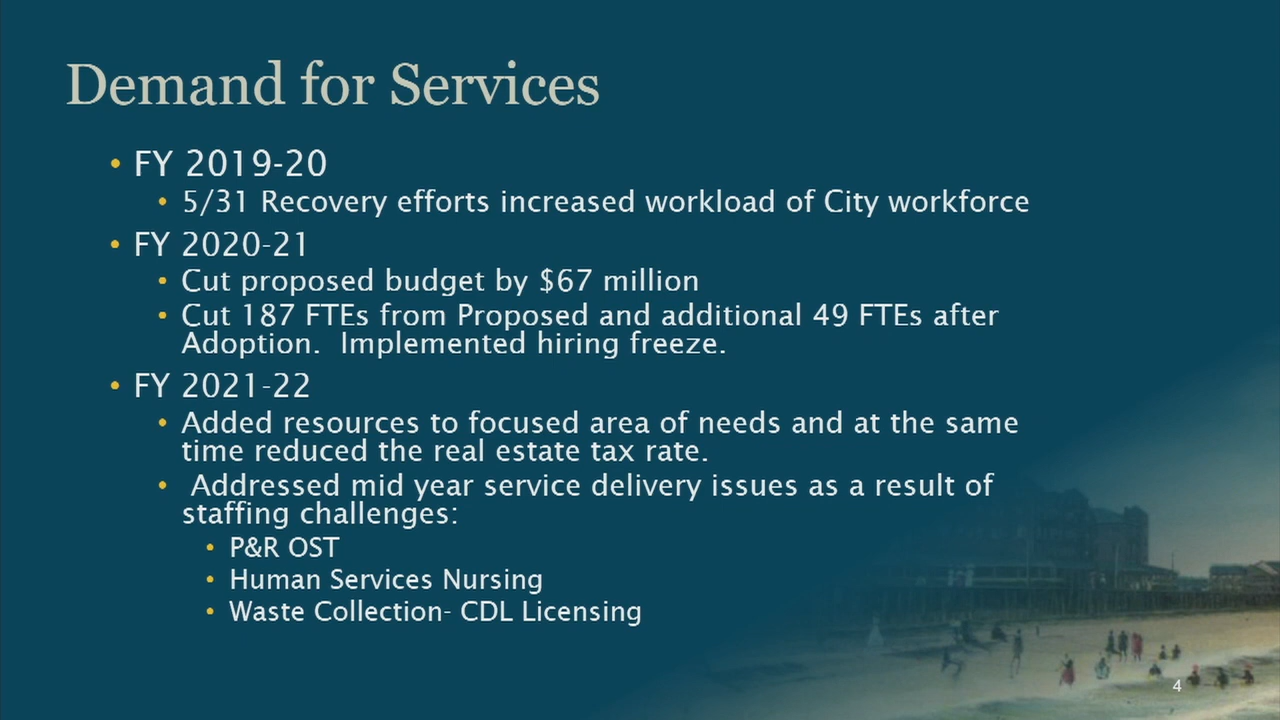 Demand for Services
• FY 2019-20
• 5/31 Recovery efforts increased workload of City workforce
• FY 2020-21
• Cut proposed budget by $67 million
• Cut 187 FTEs from Proposed and additional 49 FTEs after
Adoption.  Implemented hiring freeze.
• FY 2021-22
• Added resources to focused area of needs and at the same
time reduced the real estate tax rate.
• Addressed mid year service delivery issues as a result of
staffing challenges:
• P&R OST
• Human Services Nursing
• Waste Collection- CDL Licensing
4